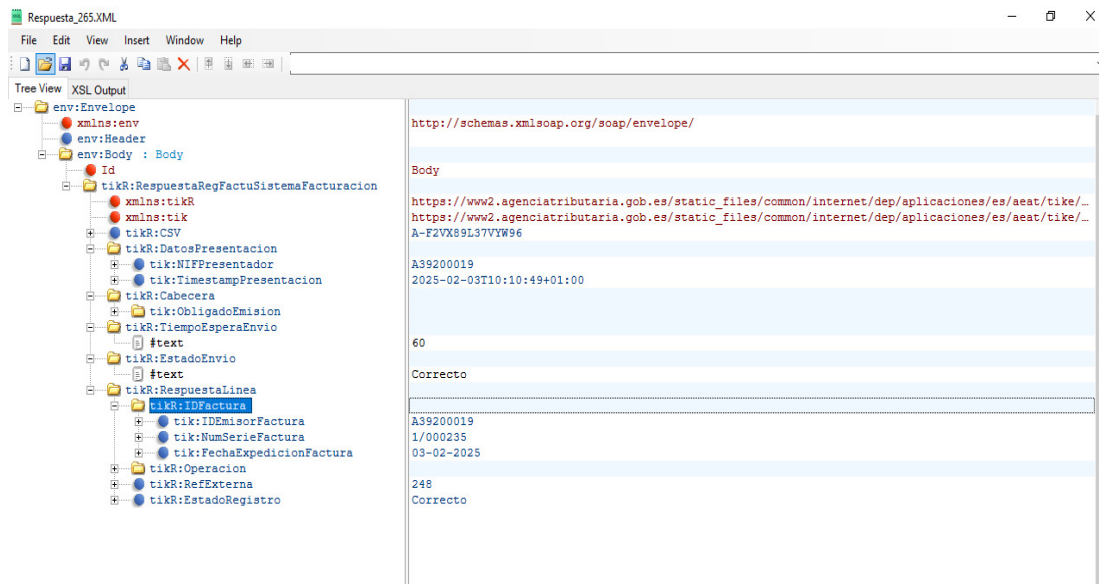 Respuesta_265.XML
File Edit View Insert Window Help
Tree View XSL Output
env:Envelope
xmlns:env http://schemas.xmlsoap.org/soap/envelope/
env:Header
env:Body : Body
Id Body
tikR:RespuestaRegFactuSistemaFacturacion
xmlns:tikR https://www2.agenciatributaria.gob.es/static_files/common/internet/dep/aplicaciones/es/aeat/tike/…
xmlns:tik https://www2.agenciatributaria.gob.es/static_files/common/internet/dep/aplicaciones/es/aeat/tike/…
tikR:CSV A-F2VX89L37VYW96
tikR:DatosPresentacion
tik:NIFPresentador A39200019
tik:TimestampPresentacion 2025-02-03T10:10:49+01:00
tikR:Cabecera
tik:ObligadoEmision
tikR:TiempoEsperaEnvio
#text 60
tikR:EstadoEnvio
#text Correcto
tikR:RespuestaLinea
tikR:IDFactura
tik:IDEmisorFactura A39200019
tik:NumSerieFactura 1/000235
tik:FechaExpedicionFactura 03-02-2025
tikR:Operacion
tikR:RefExterna 248
tikR:EstadoRegistro Correcto